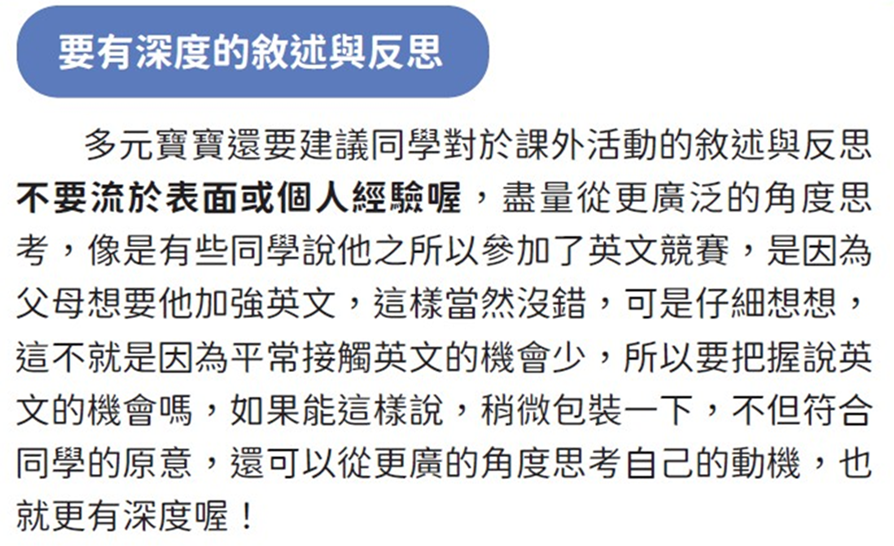 要有深度的敘述與反思
多元寶寶還要建議同學對於課外活動的敘述與反思
不要流於表面或個人經驗喔，盡量從更廣泛的角度思
考，像是有些同學說他之所以參加了英文競賽，是因為
父母想要他加強英文，這樣當然沒錯，可是仔細想想，
這不就是因為平常接觸英文的機會少，所以要把握說英
文的機會嗎，如果能這樣說，稍微包裝一下，不但符合
同學的原意，還可以從更廣的角度思考自己的動機，也
就更有深度喔！